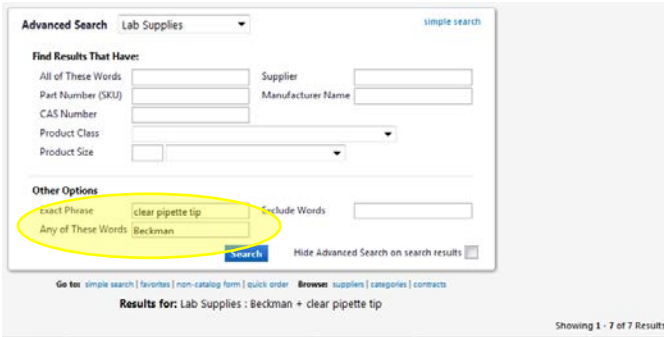 Advanced Search Lab Supplies simple search
Find Results That Have:
All of These Words Supplier
Part Number (SKU) Manufacturer Name
CAS Number
Product Class
Product Size
Other Options
Exact Phrase clear pipette tip Exclude Words
Any of These Words Beckman
Search Hide Advanced Search on search results
Go to: simple search | favorites | non-catalog form | quick order Browse: suppliers | categories | contracts
Results for: Lab Supplies : Beckman + clear pipette tip
Showing 1 - 7 of 7 Results